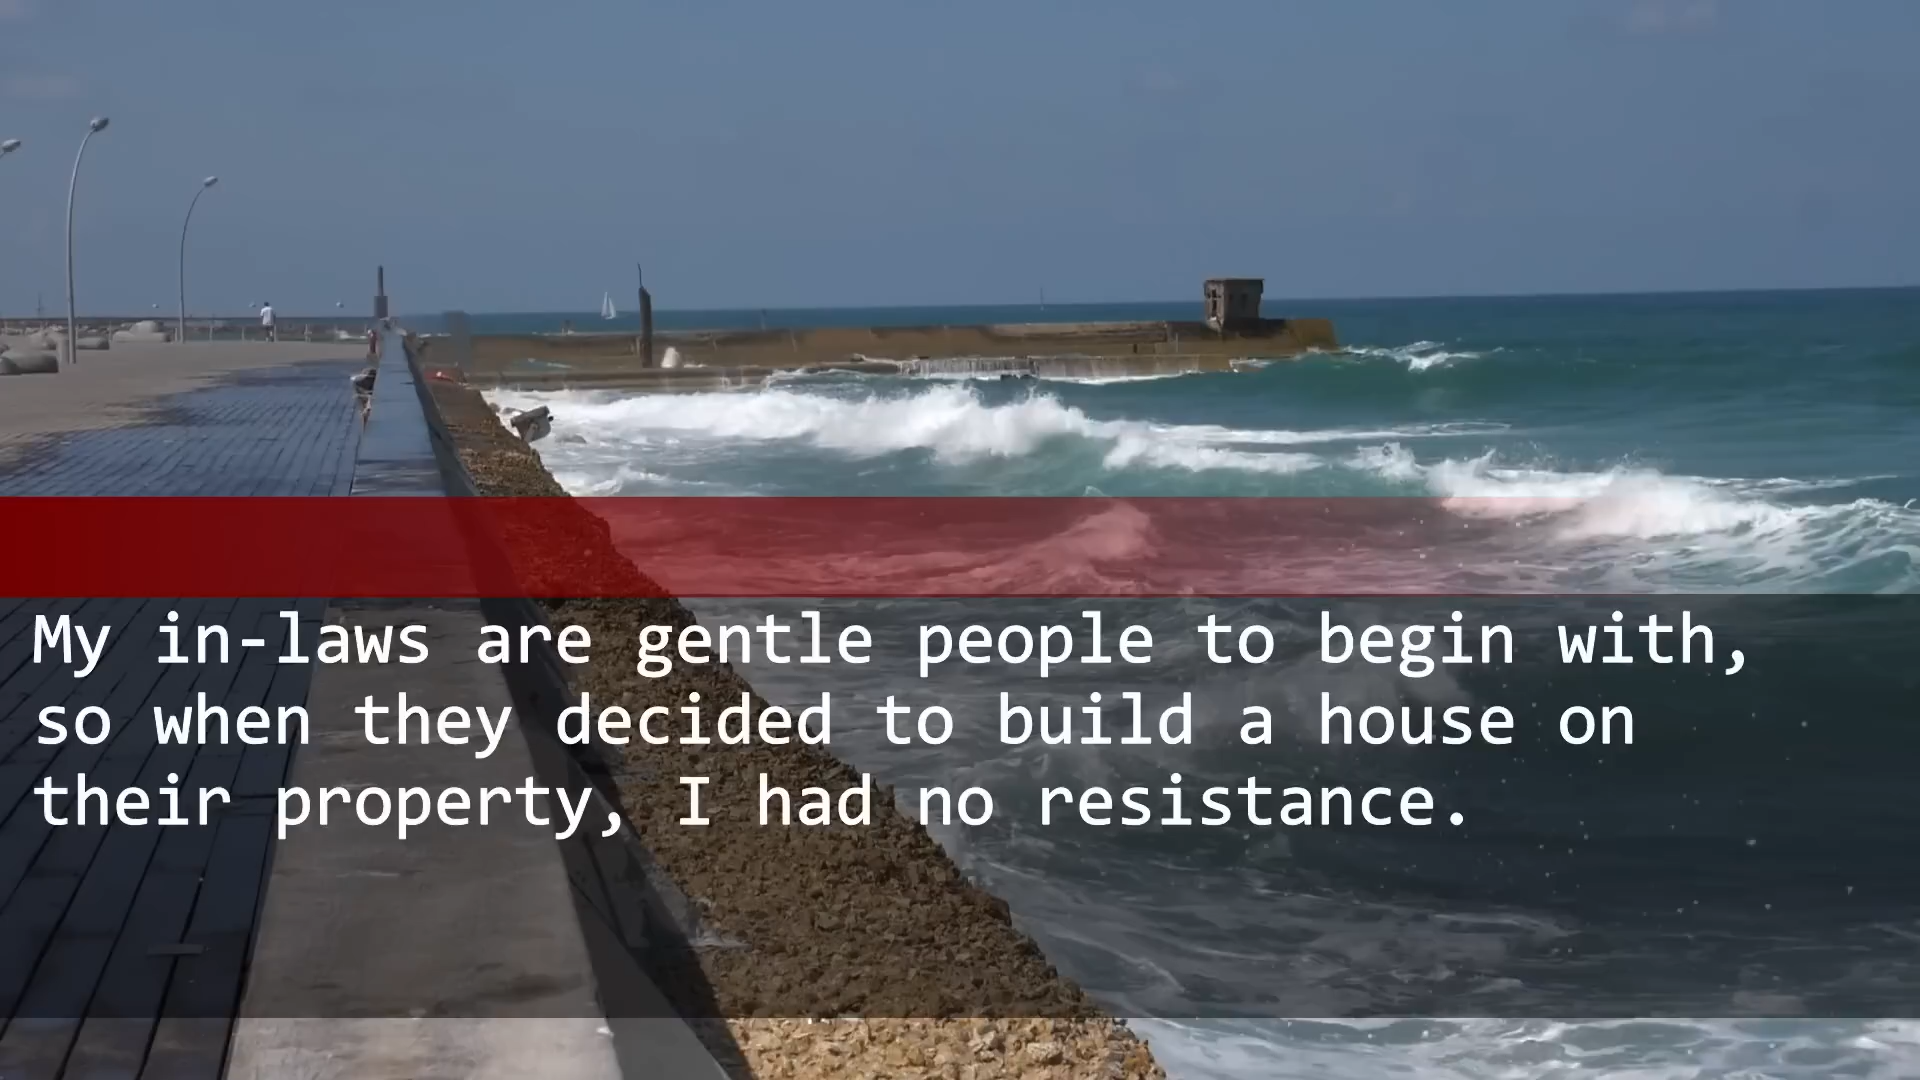 My in-laws are gentle people to begin with,
so when they decided to build a house on
their property, I had no resistance.